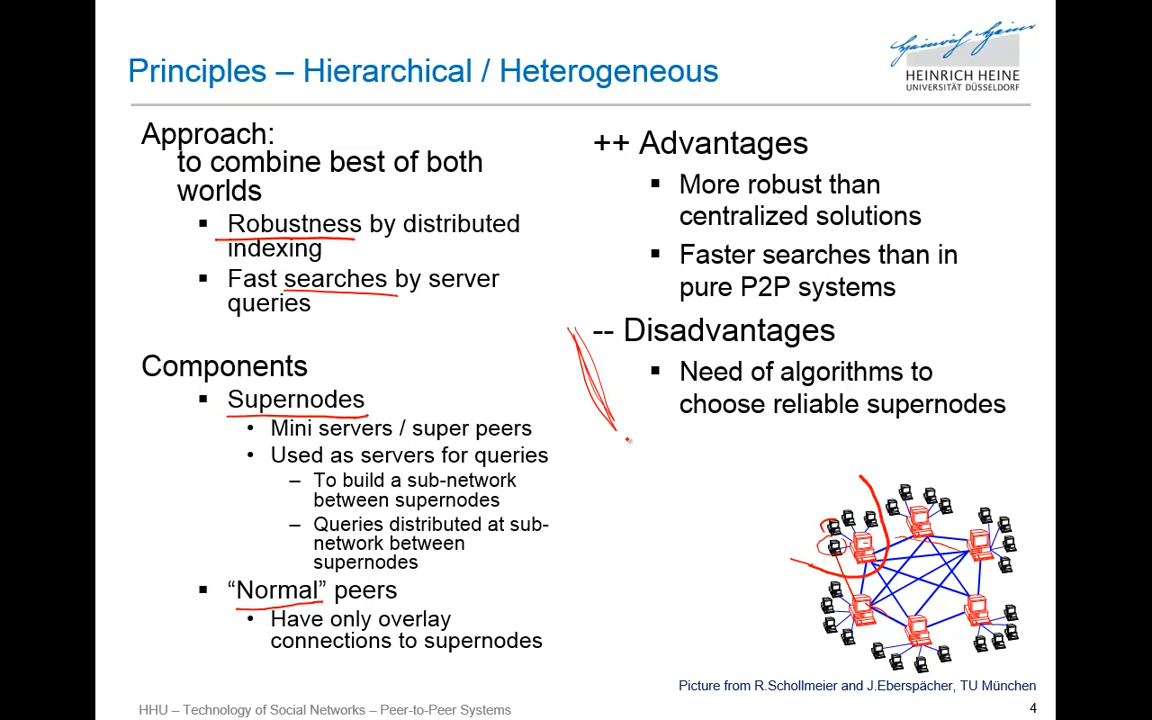 Principles – Hierarchical / Heterogeneous
Heinrich Heine
HEINRICH HEINE
UNIVERSITÄT DÜSSELDORF
Approach:
to combine best of both
worlds
▪ Robustness by distributed
indexing
▪ Fast searches by server
queries
Components
▪ Supernodes
• Mini servers / super peers
• Used as servers for queries
– To build a sub-network
between supernodes
– Queries distributed at sub-
network between
supernodes
▪ “Normal” peers
• Have only overlay
connections to supernodes
++ Advantages
▪ More robust than
centralized solutions
▪ Faster searches than in
pure P2P systems
-- Disadvantages
▪ Need of algorithms to
choose reliable supernodes
Picture from R.Schollmeier and J.Eberspächer, TU München
HHU – Technology of Social Networks – Peer-to-Peer Systems
4